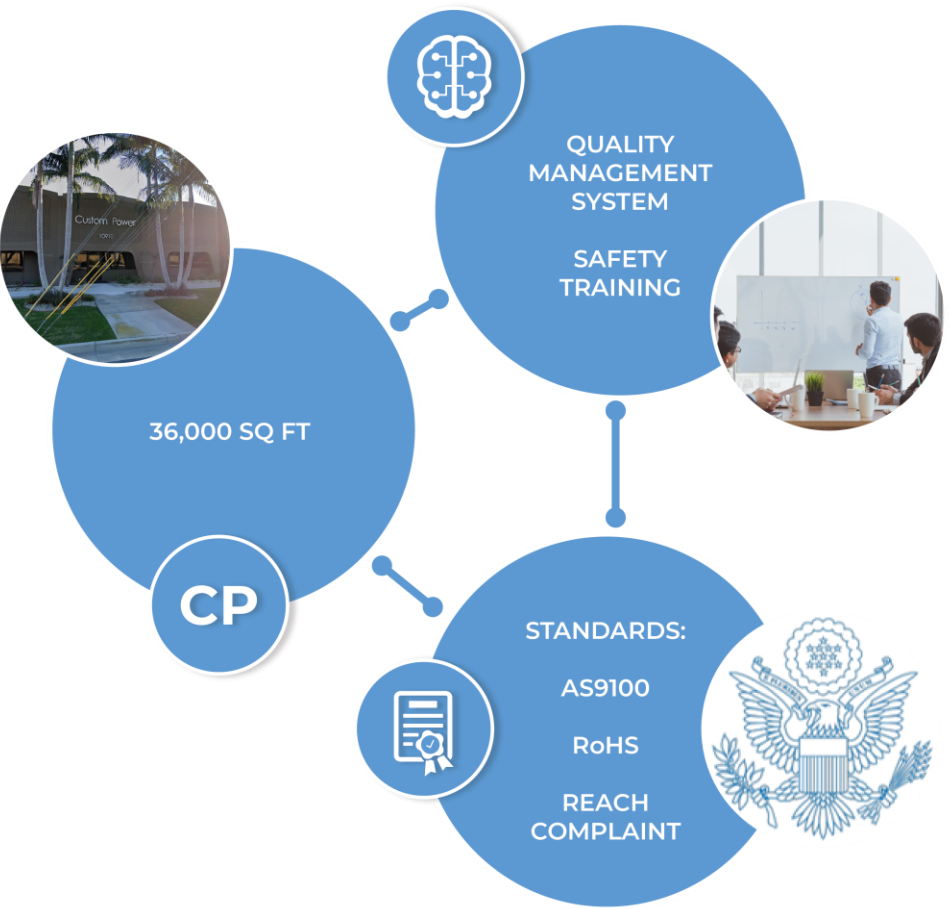 QUALITY
MANAGEMENT
SYSTEM
SAFETY
TRAINING
Custom Power
36,000 SQ FT
CP
STANDARDS:
AS9100
RoHS
REACH
COMPLAINT